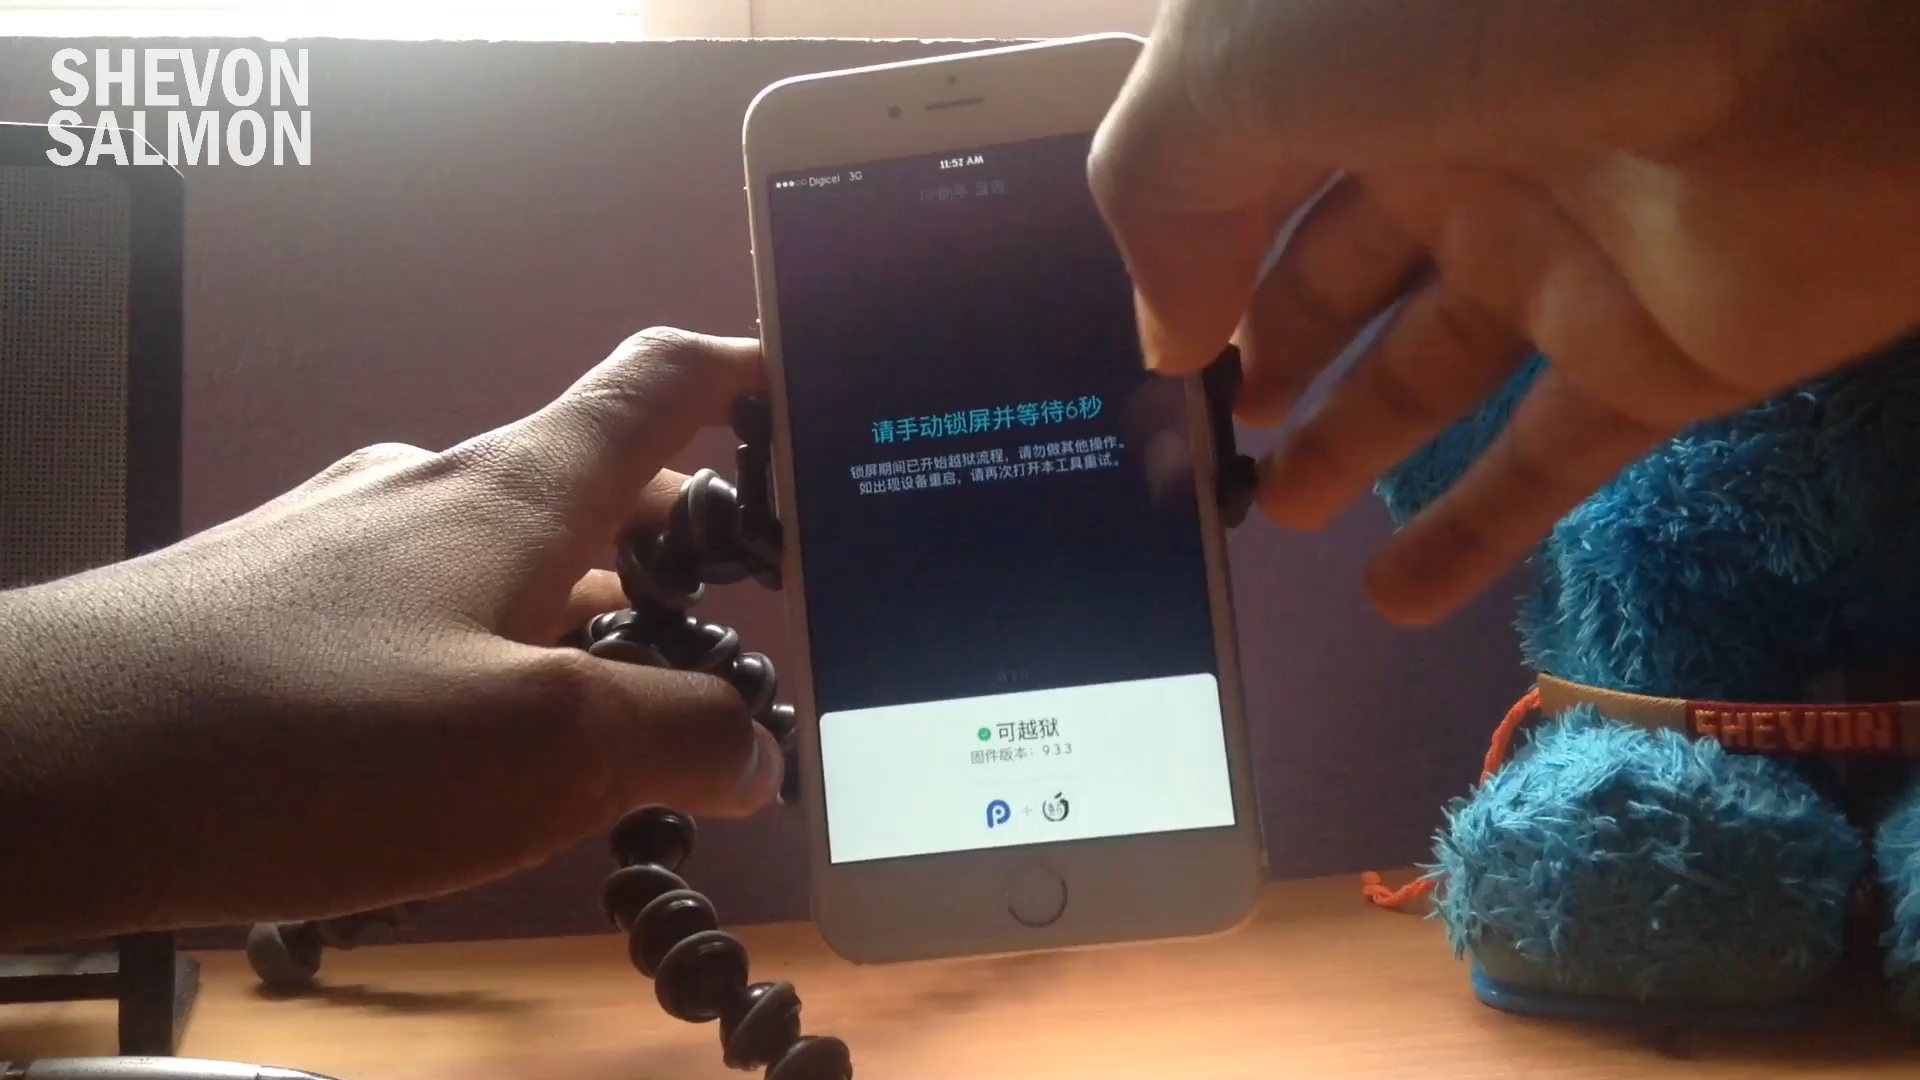 SHEVON
SALMON
11:52 AM
Digicel 3G
请手动锁屏并等待6秒
锁屏期间已开始越狱流程，请勿做其他操作。
如出现设备重启，请再次打开本工具重试。
可越狱
固件版本：9.3.3
+
SHEVON